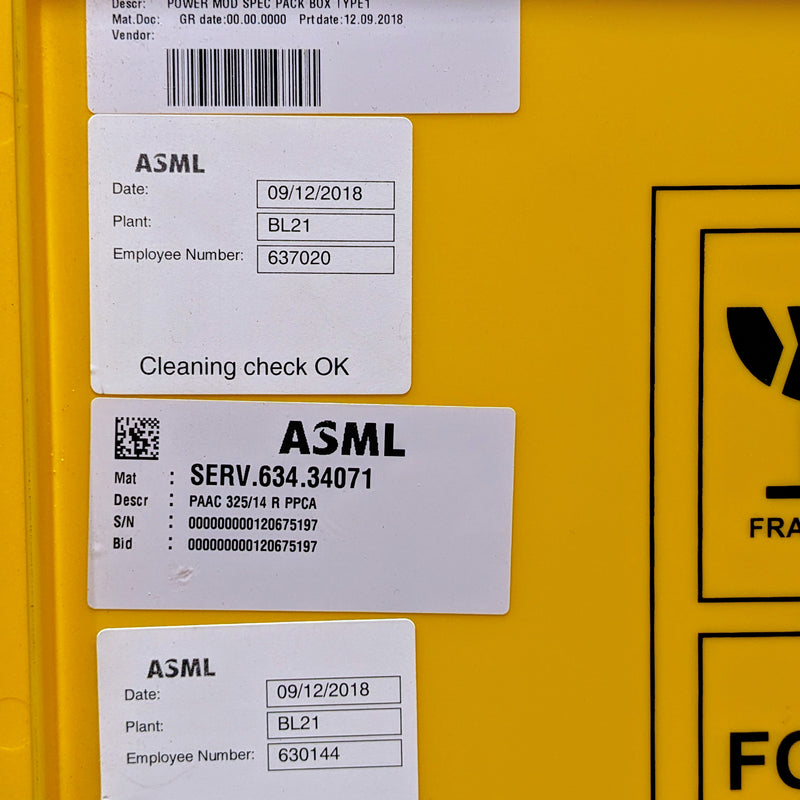 Descr: POWER MOD SPEC PACK BOX TYPE1
Mat.Doc: GR date:00.00.0000 Prt date:12.09.2018
Vendor:
ASML
Date: 09/12/2018
Plant: BL21
Employee Number: 637020
Cleaning check OK
ASML
Mat : SERV.634.34071
Descr : PAAC 325/14 R PPCA
S/N : 000000000120675197
Bid : 000000000120675197
ASML
Date: 09/12/2018
Plant: BL21
Employee Number: 630144
FRA
FO